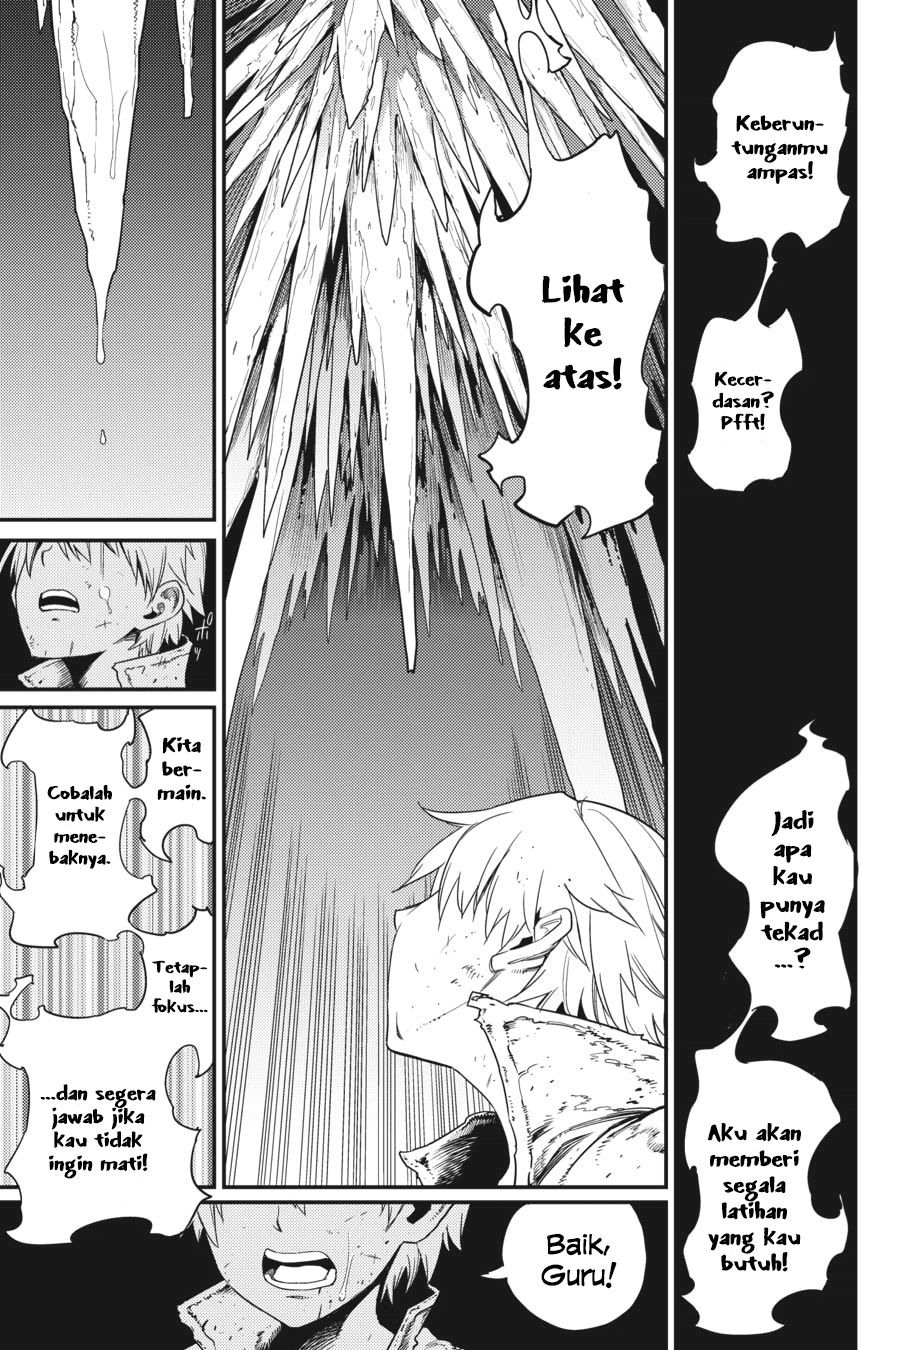 Keberun-
tunganmu
ampas!
Kecer-
dasan?
Pfft!
Jadi
apa
kau
punya
tekad
...?
Aku akan
memberi
segala
latihan
yang kau
butuh!
Lihat
ke
atas!
ポツ
Kita
ber-
main.
Cobalah
untuk
mene-
baknya.
Tetap-
lah
fokus...
...dan segera
jawab jika
kau tidak
ingin mati!
Baik,
Guru!